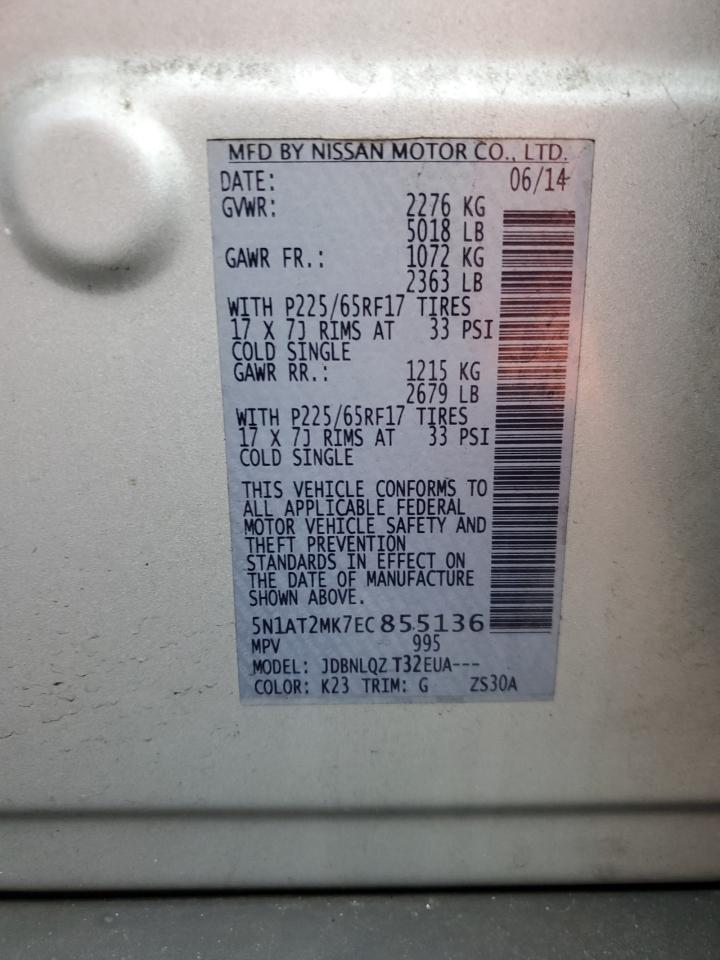 MFD BY NISSAN MOTOR CO., LTD.
DATE: 06/14
GVWR: 2276 KG
5018 LB
GAWR FR.: 1072 KG
2363 LB
WITH P225/65RF17 TIRES
17 X 7J RIMS AT 33 PSI
COLD SINGLE
GAWR RR.: 1215 KG
2679 LB
WITH P225/65RF17 TIRES
17 X 7J RIMS AT 33 PSI
COLD SINGLE
THIS VEHICLE CONFORMS TO
ALL APPLICABLE FEDERAL
MOTOR VEHICLE SAFETY AND
THEFT PREVENTION
STANDARDS IN EFFECT ON
THE DATE OF MANUFACTURE
SHOWN ABOVE.
5N1AT2MK7EC855136
MPV 995
MODEL: JDBNLQZ T32EUA---
COLOR: K23 TRIM: G ZS30A